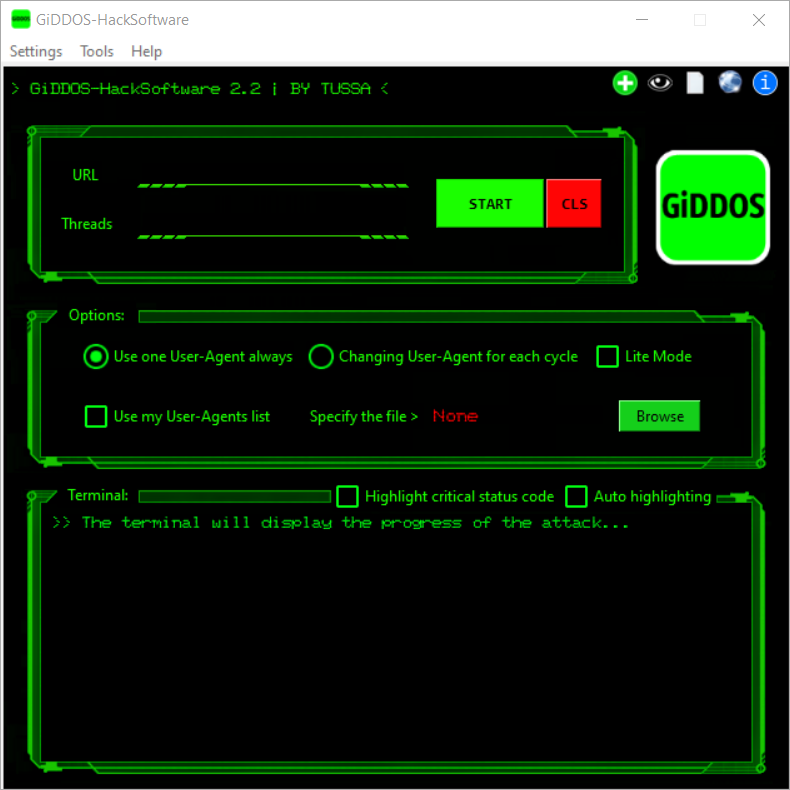 GiDDOS
GiDDOS-HackSoftware
Settings Tools Help
> GiDDOS-HackSoftware 2.2 ¡ BY TUSSA <
i
URL
START CLS
GiDDOS
Threads
Options:
Use one User-Agent always Changing User-Agent for each cycle Lite Mode
Use my User-Agents list Specify the file > None Browse
Terminal: Highlight critical status code Auto highlighting
>> The terminal will display the progress of the attack...